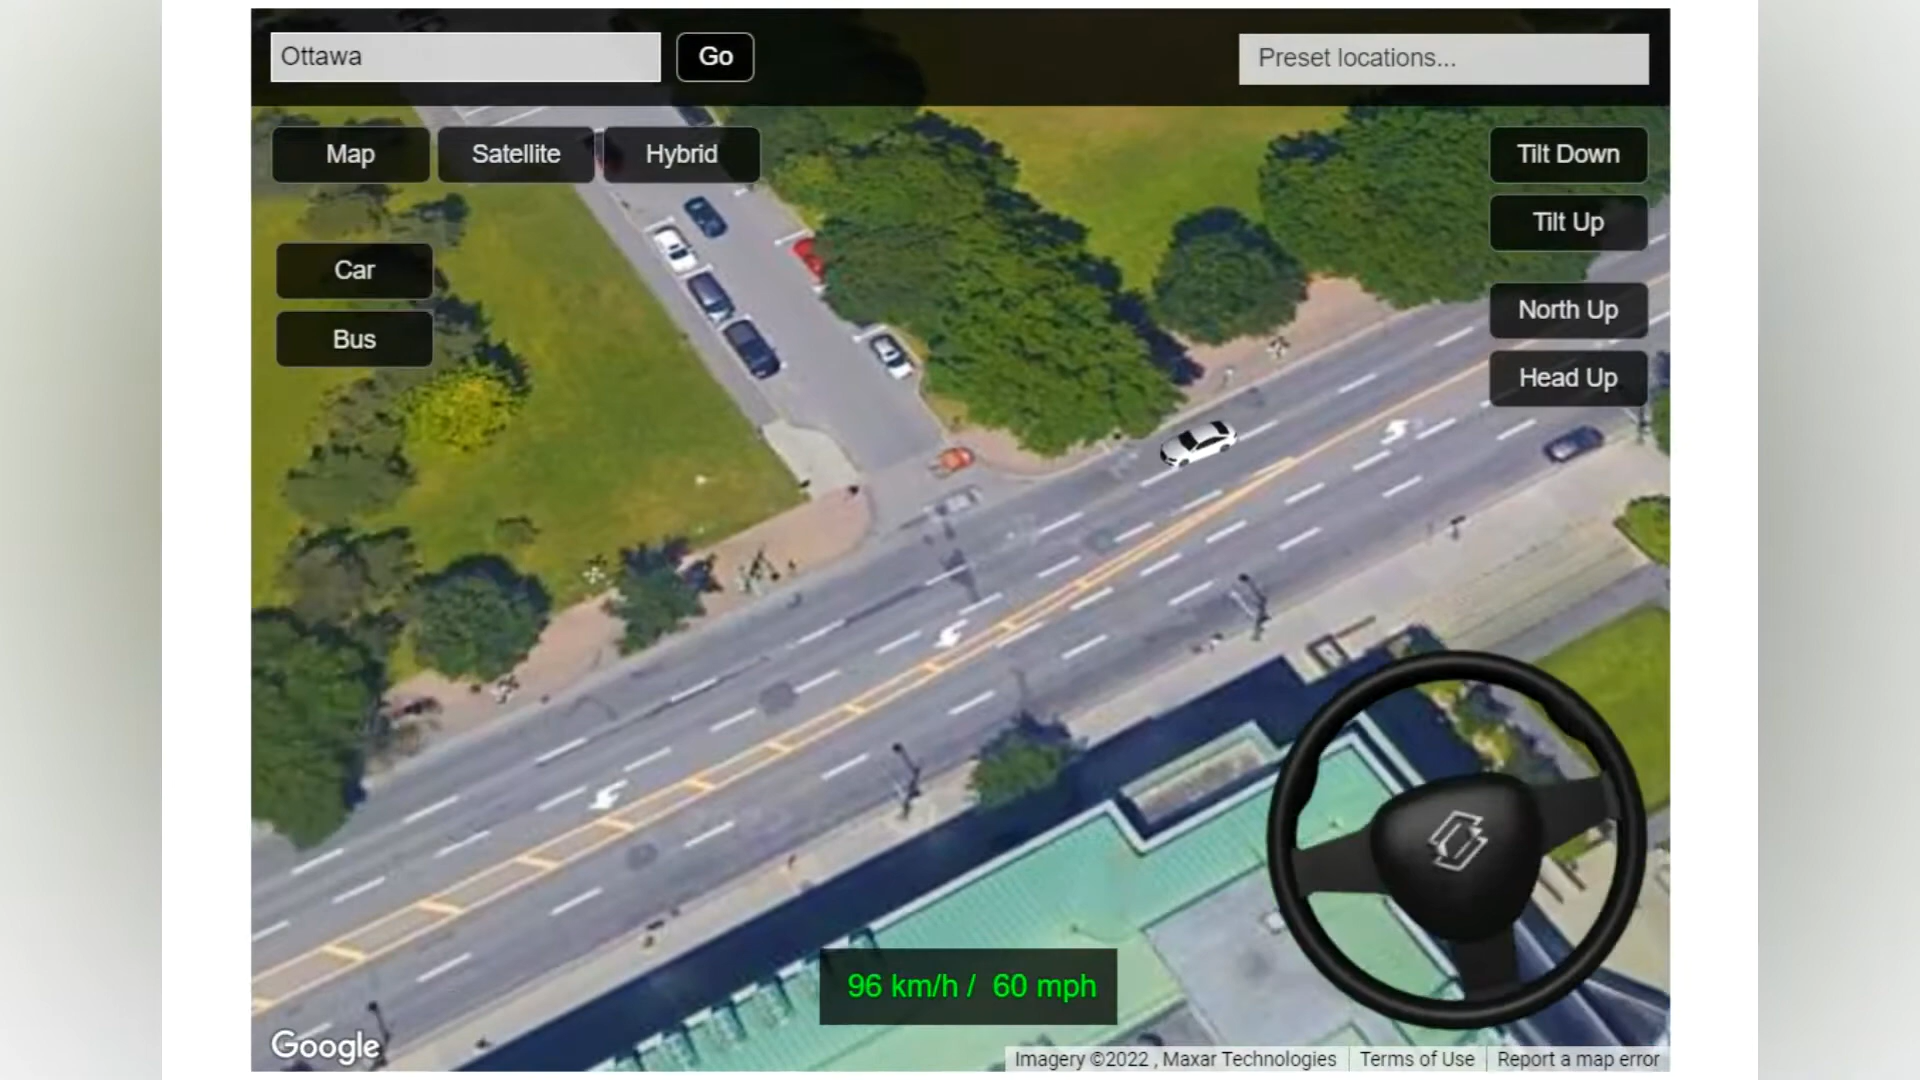 Ottawa
Go
Preset locations...
Map
Satellite
Hybrid
Tilt Down
Tilt Up
Car
Bus
North Up
Head Up
96 km/h / 60 mph
Google
Imagery ©2022 , Maxar Technologies
Terms of Use
Report a map error